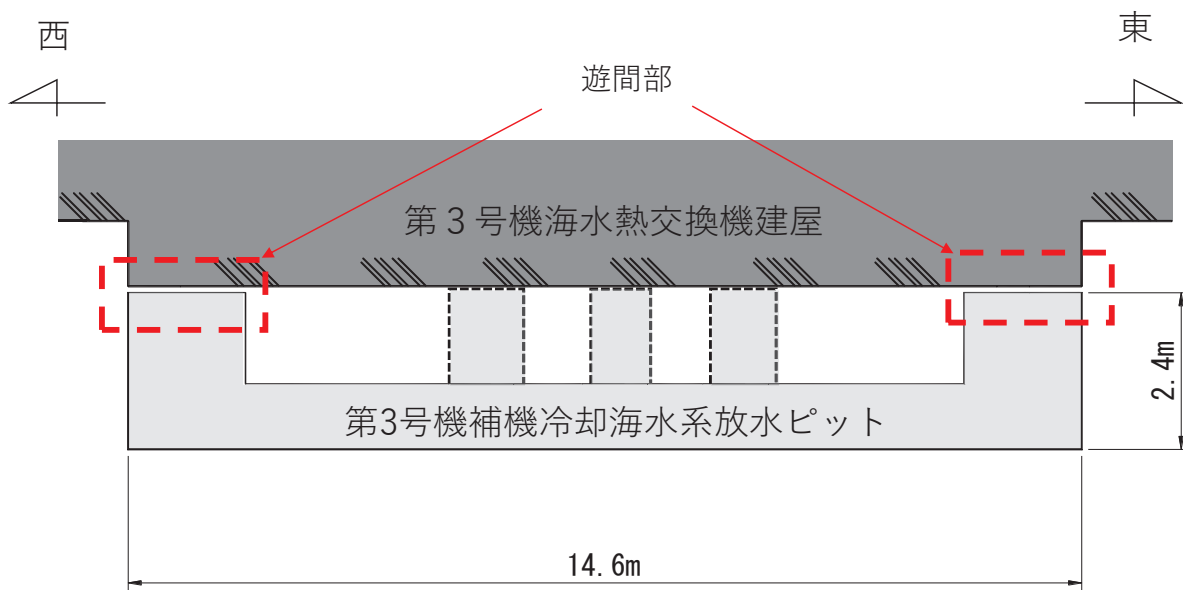 西
東
遊間部
第３号機海水熱交換機建屋
第3号機補機冷却海水系放水ピット
2.4m
14.6m